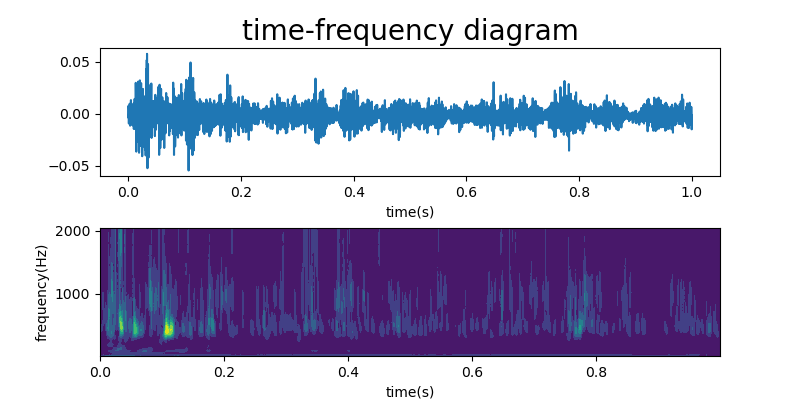 time-frequency diagram
0.05
0.00
−0.05
0.0 0.2 0.4 0.6 0.8 1.0
time(s)
2000
1000
frequency(Hz)
0.0 0.2 0.4 0.6 0.8
time(s)